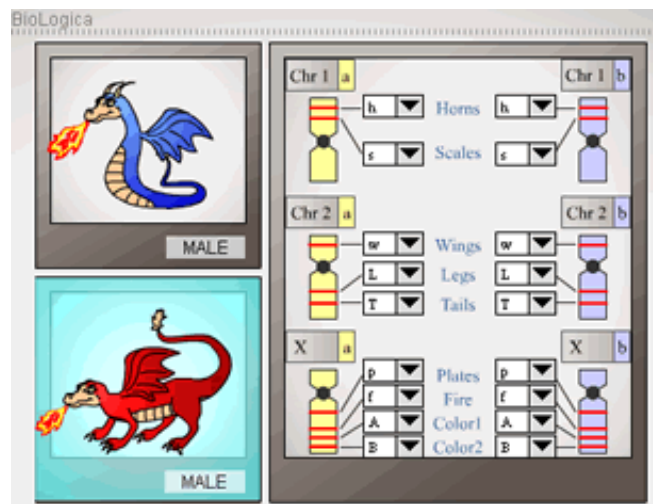 BioLogica
Chr 1 a Chr 1 b
h Horns h
s Scales s
MALE
Chr 2 a Chr 2 b
w Wings w
L Legs L
T Tails T
X a X b
p Plates p
f Fire f
A Color1 A
B Color2 B
MALE